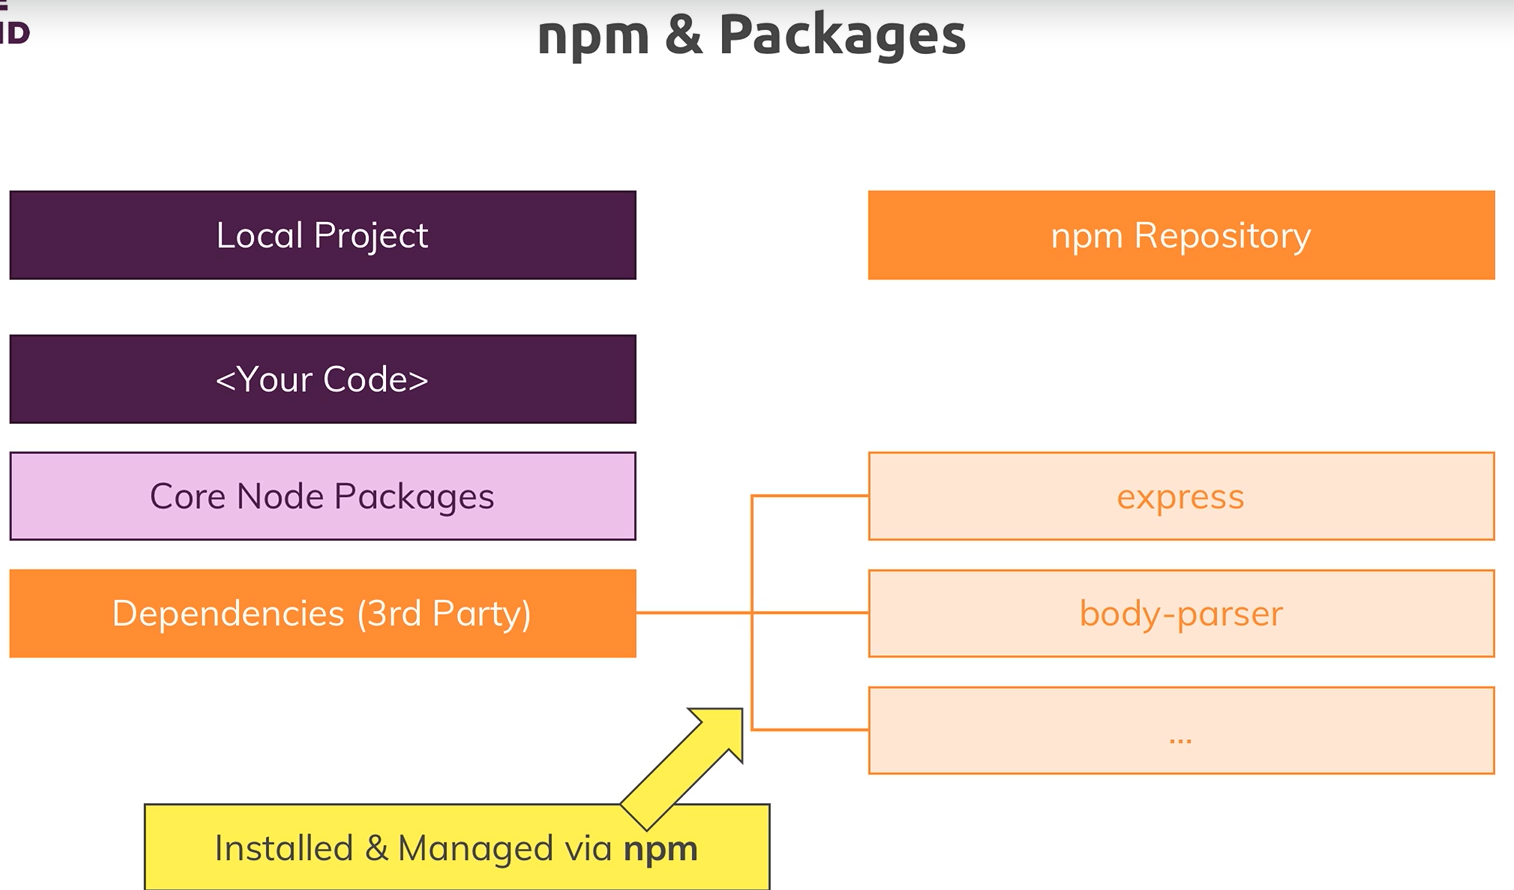 ID
npm & Packages
Local Project
npm Repository
<Your Code>
Core Node Packages
express
Dependencies (3rd Party)
body-parser
...
Installed & Managed via npm